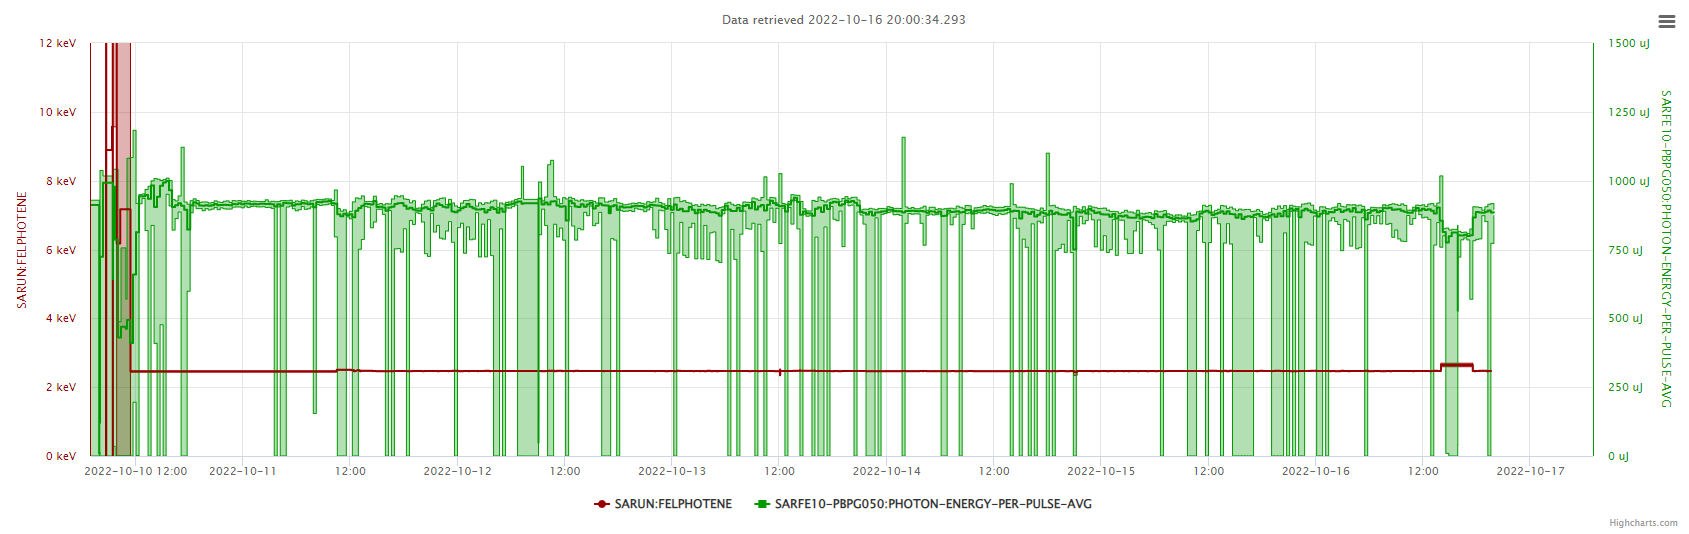 Data retrieved 2022-10-16 20:00:34.293
12 keV
10 keV
8 keV
6 keV
4 keV
2 keV
0 keV
SARUN:FELPHOTENE
1500 uJ
1250 uJ
1000 uJ
750 uJ
500 uJ
250 uJ
0 uJ
SARFE10-PBPG050:PHOTON-ENERGY-PER-PULSE-AVG
2022-10-10 12:00 2022-10-11 12:00 2022-10-12 12:00 2022-10-13 12:00 2022-10-14 12:00 2022-10-15 12:00 2022-10-16 12:00 2022-10-17
SARUN:FELPHOTENE SARFE10-PBPG050:PHOTON-ENERGY-PER-PULSE-AVG
Highcharts.com